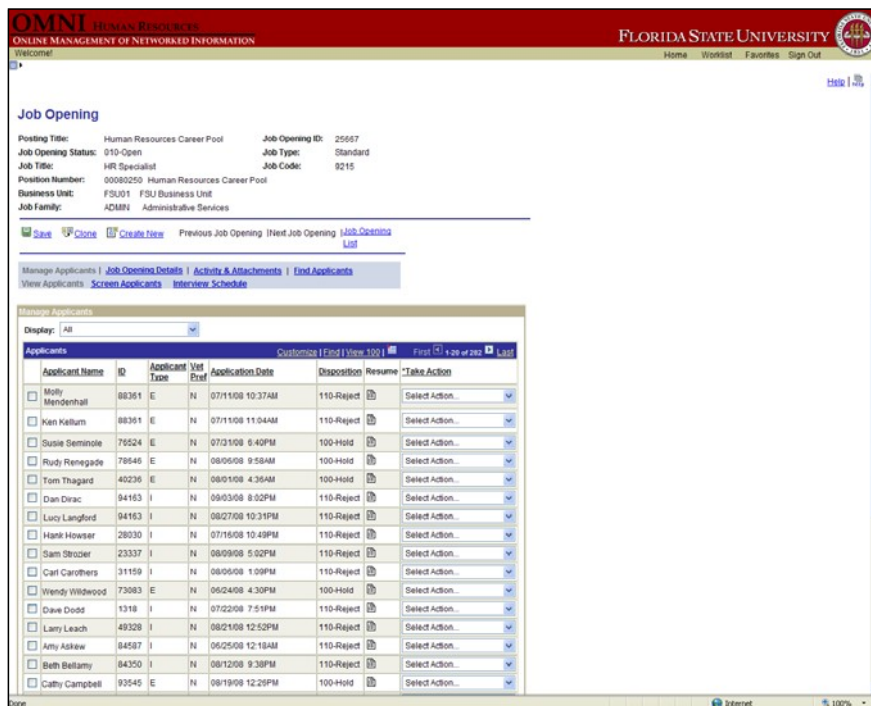 OMNI HUMAN RESOURCES
ONLINE MANAGEMENT OF NETWORKED INFORMATION
FLORIDA STATE UNIVERSITY
Welcome!
Home Worklist Favorites Sign Out
Help
Job Opening
Posting Title: Human Resources Career Pool Job Opening ID: 25667
Job Opening Status: 010-Open Job Type: Standard
Job Title: HR Specialist Job Code: 9215
Position Number: 00080250 Human Resources Career Pool
Business Unit: FSU01 FSU Business Unit
Job Family: ADMIN Administrative Services
Save Clone Create New Previous Job Opening |Next Job Opening |Job Opening
List
Manage Applicants | Job Opening Details | Activity & Attachments | Find Applicants
View Applicants Screen Applicants Interview Schedule
Manage Applicants
Display: All
Applicants Customize | Find | View 100 | First 1-20 of 262 Last
Applicant Name ID Applicant Type Vet Pref Application Date Disposition Resume *Take Action
Molly Mendenhall 88361 E N 07/11/08 10:37AM 110-Reject Select Action...
Ken Kellum 88361 E N 07/11/08 11:04AM 110-Reject Select Action...
Susie Seminole 76524 E N 07/31/08 6:40PM 100-Hold Select Action...
Rudy Renegade 78646 E N 08/06/08 9:58AM 100-Hold Select Action...
Tom Thagard 40236 E N 08/01/08 4:36AM 100-Hold Select Action...
Dan Dirac 94163 I N 09/03/08 8:02PM 110-Reject Select Action...
Lucy Langford 94163 I N 08/27/08 10:31PM 110-Reject Select Action...
Hank Howser 28030 I N 07/16/08 10:49PM 110-Reject Select Action...
Sam Strozier 23337 I N 08/09/08 5:02PM 110-Reject Select Action...
Carl Carothers 31159 I N 08/06/08 1:09PM 110-Reject Select Action...
Wendy Wildwood 73083 E N 06/24/08 4:30PM 100-Hold Select Action...
Dave Dodd 1318 I N 07/22/08 7:51PM 110-Reject Select Action...
Larry Leach 49328 I N 08/21/08 12:52PM 110-Reject Select Action...
Amy Askew 84587 I N 06/25/08 12:18AM 110-Reject Select Action...
Beth Bellamy 84350 I N 08/12/08 9:38PM 110-Reject Select Action...
Cathy Campbell 93545 E N 08/19/08 12:26PM 100-Hold Select Action...
Done Internet 100%